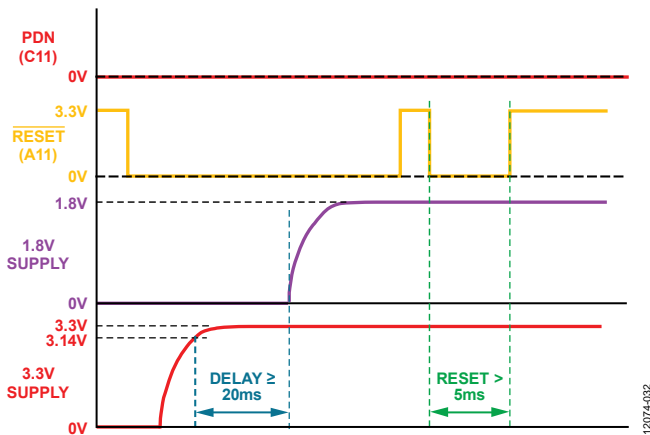 PDN
(C11)
0V
3.3V
RESET
(A11)
0V
1.8V
1.8V
SUPPLY
0V
3.3V
3.14V
3.3V
SUPPLY
0V
DELAY ≥
20ms
RESET >
5ms
12074-032